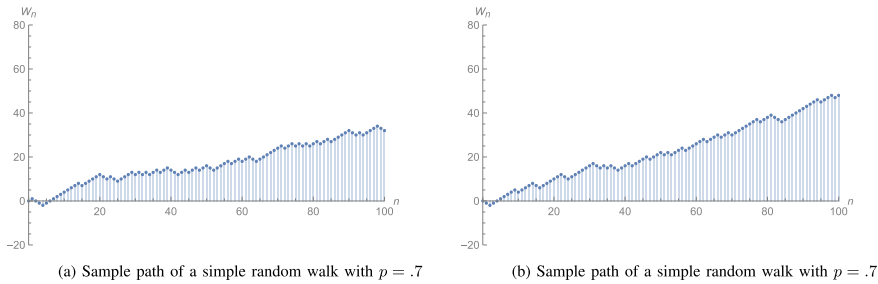 Wn
80
60
40
20
0
−20
20 40 60 80 100
n
(a) Sample path of a simple random walk with p = .7
Wn
80
60
40
20
0
−20
20 40 60 80 100
n
(b) Sample path of a simple random walk with p = .7